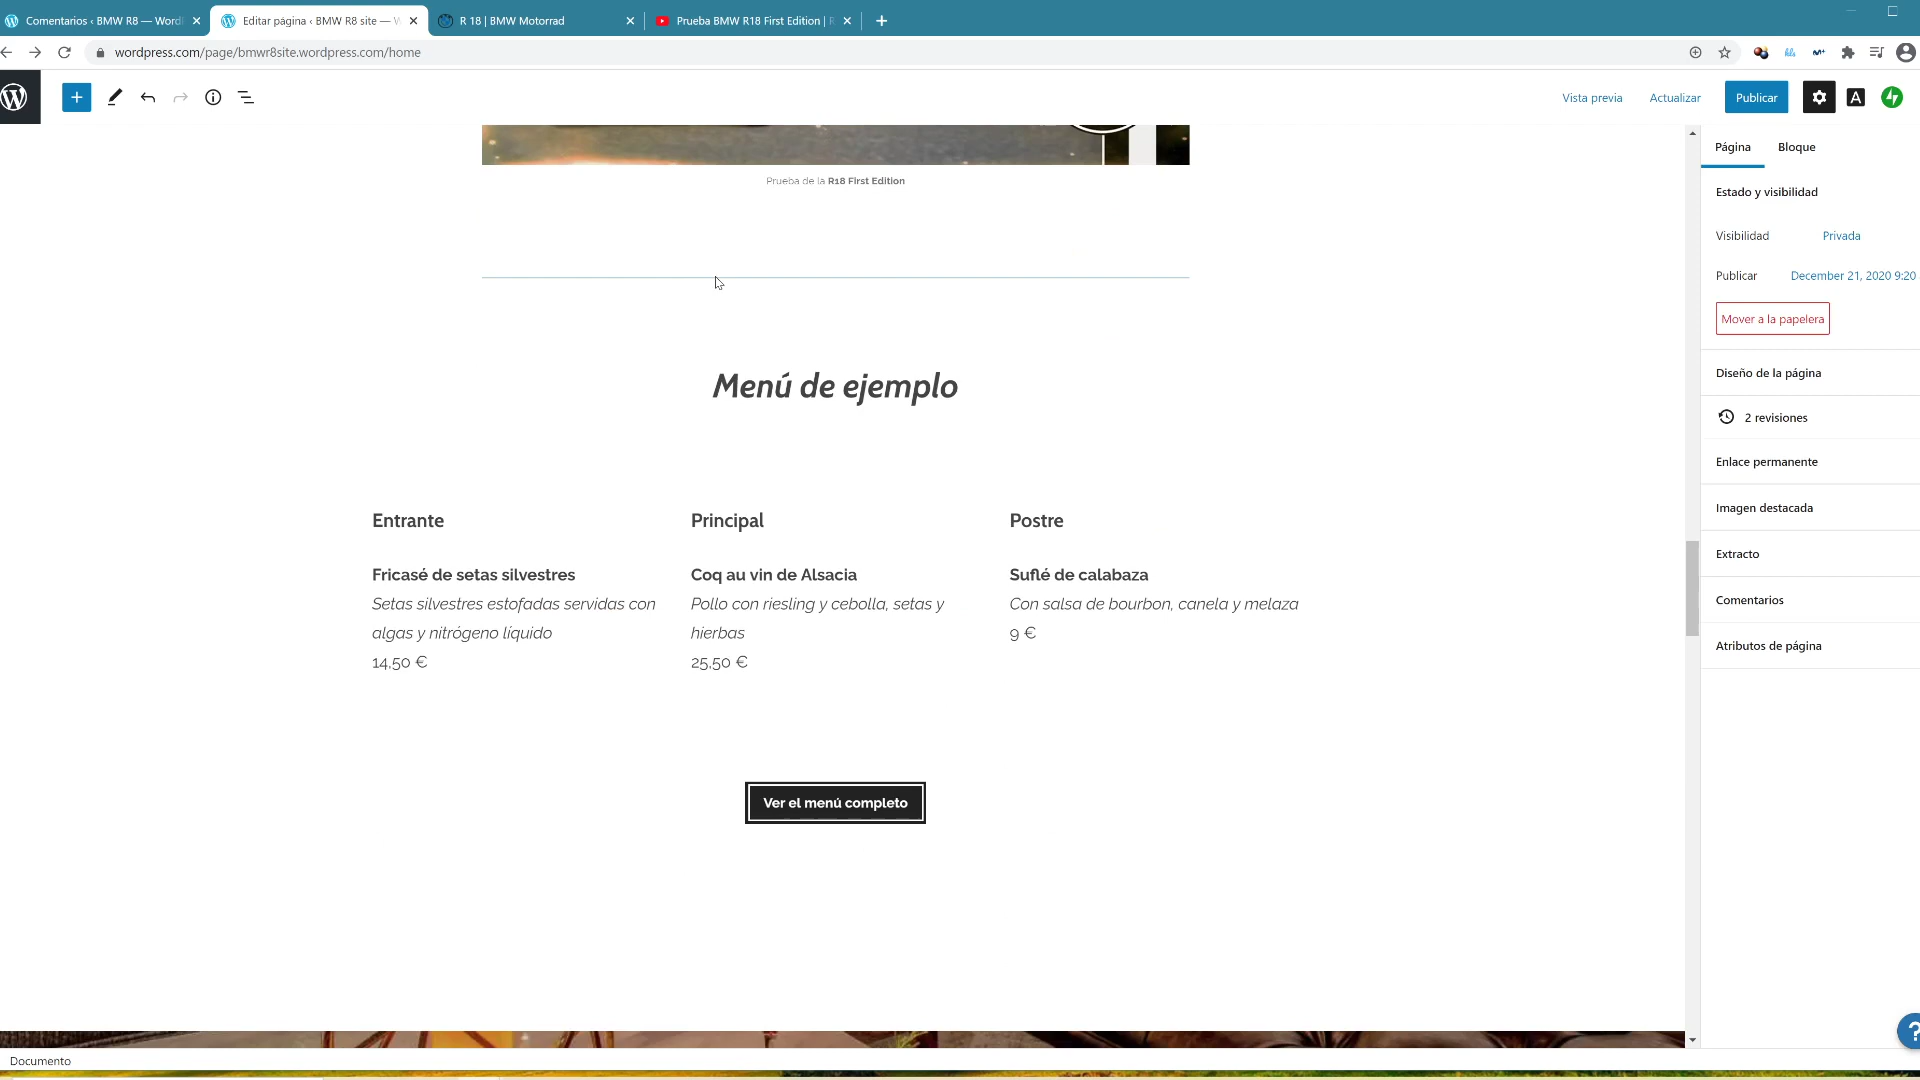 Comentarios ‹ BMW R8 — Word
Editar página ‹ BMW R8 site — W
R 18 | BMW Motorrad
Prueba BMW R18 First Edition | R
wordpress.com/page/bmwr8site.wordpress.com/home
Vista previa
Actualizar
Publicar
Prueba de la R18 First Edition
Menú de ejemplo
Entrante
Principal
Postre
Fricasé de setas silvestres
Coq au vin de Alsacia
Suflé de calabaza
Setas silvestres estofadas servidas con
Pollo con riesling y cebolla, setas y
Con salsa de bourbon, canela y melaza
algas y nitrógeno líquido
hierbas
9 €
14,50 €
25,50 €
Ver el menú completo
Página
Bloque
Estado y visibilidad
Visibilidad
Privada
Publicar
December 21, 2020 9:20
Mover a la papelera
Diseño de la página
2 revisiones
Enlace permanente
Imagen destacada
Extracto
Comentarios
Atributos de página
Documento